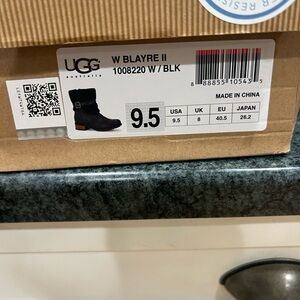 UGG
australia
W BLAYRE II
1008220 W / BLK
8 88855 10543 5
MADE IN CHINA
9.5
USA UK EU JAPAN
9.5 8 40.5 26.2